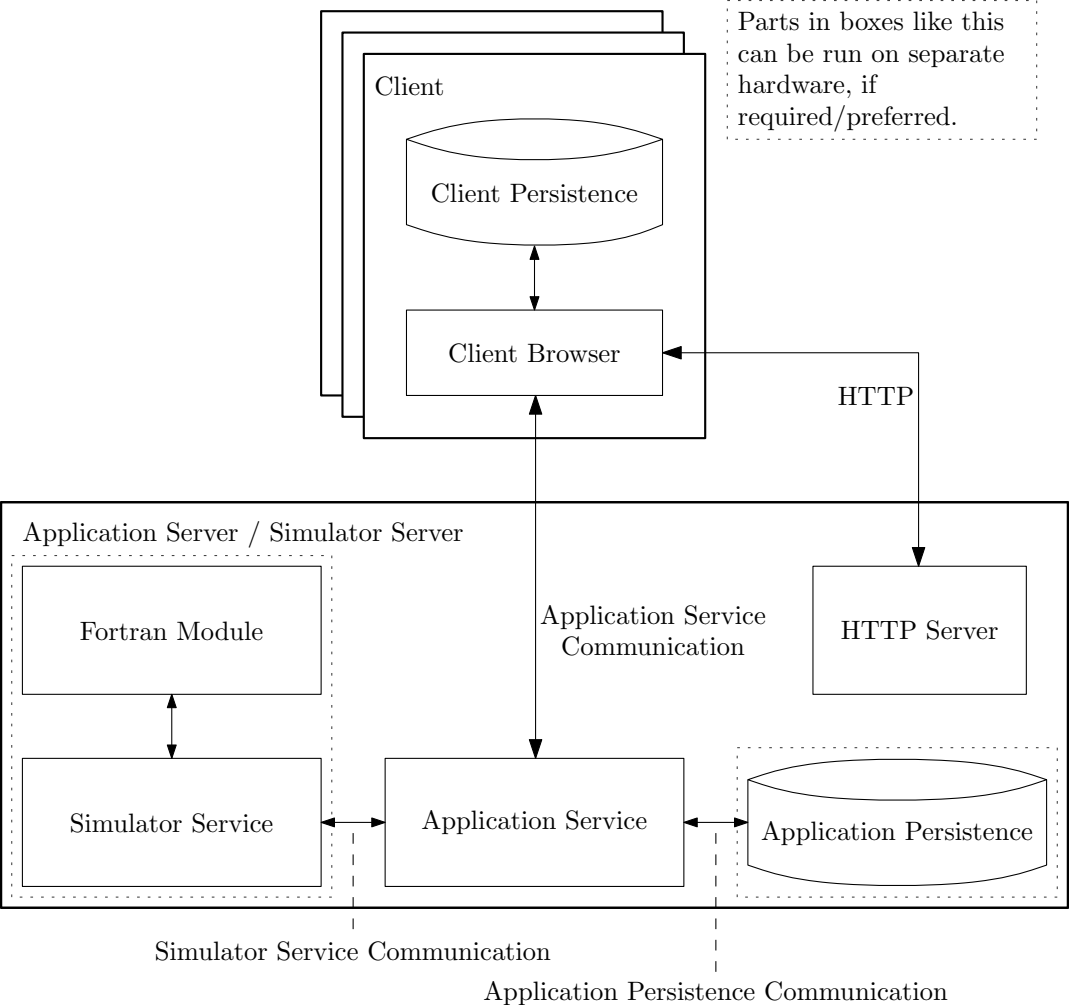 Parts in boxes like this
can be run on separate
hardware, if
required/preferred.
Client
Client Persistence
Client Browser
HTTP
Application Server / Simulator Server
Fortran Module
Application Service
Communication
HTTP Server
Simulator Service
Application Service
Application Persistence
Simulator Service Communication
Application Persistence Communication